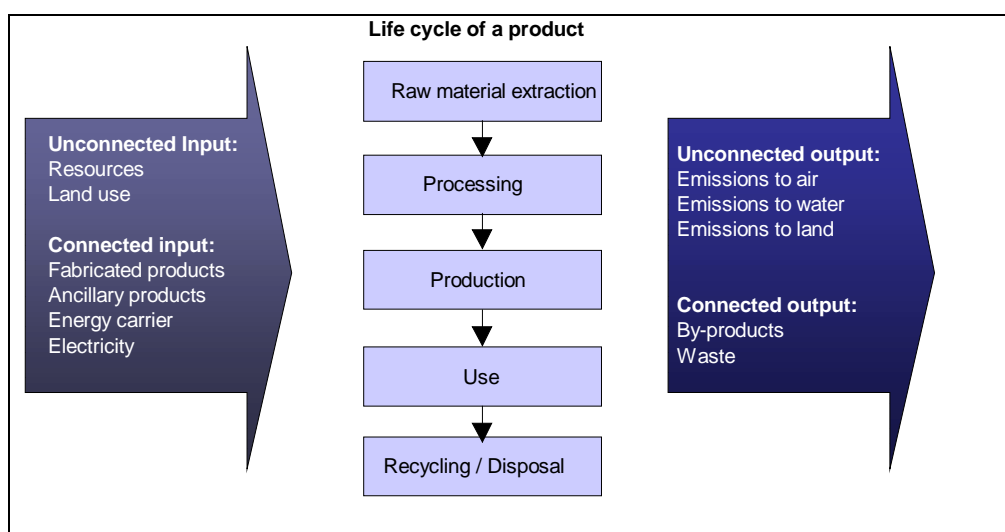 Life cycle of a product
Unconnected Input:
Resources
Land use
Connected input:
Fabricated products
Ancillary products
Energy carrier
Electricity
Raw material extraction
Processing
Production
Use
Recycling / Disposal
Unconnected output:
Emissions to air
Emissions to water
Emissions to land
Connected output:
By-products
Waste